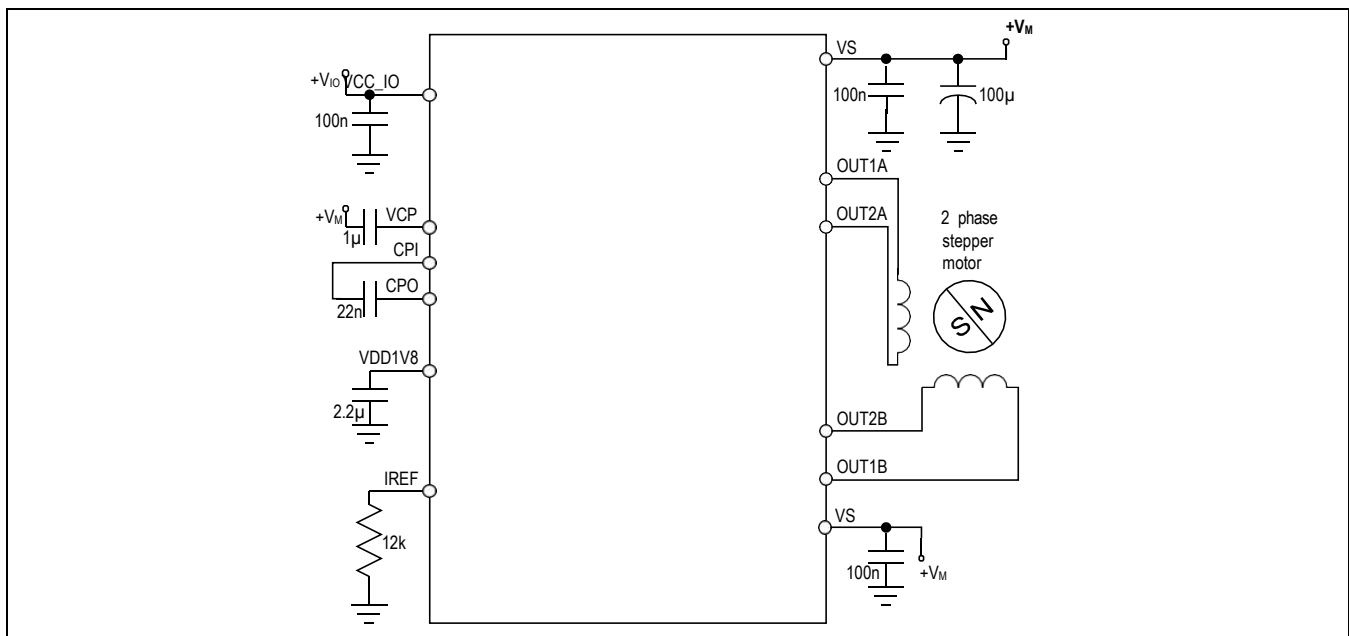 +VM
VS
+VIO
VCC_IO
100n
100n
100µ
OUT1A
+VM
VCP
1µ
OUT2A
2 phase
stepper
motor
CPI
CPO
22n
S N
VDD1V8
2.2µ
OUT2B
IREF
OUT1B
12k
VS
100n
+VM